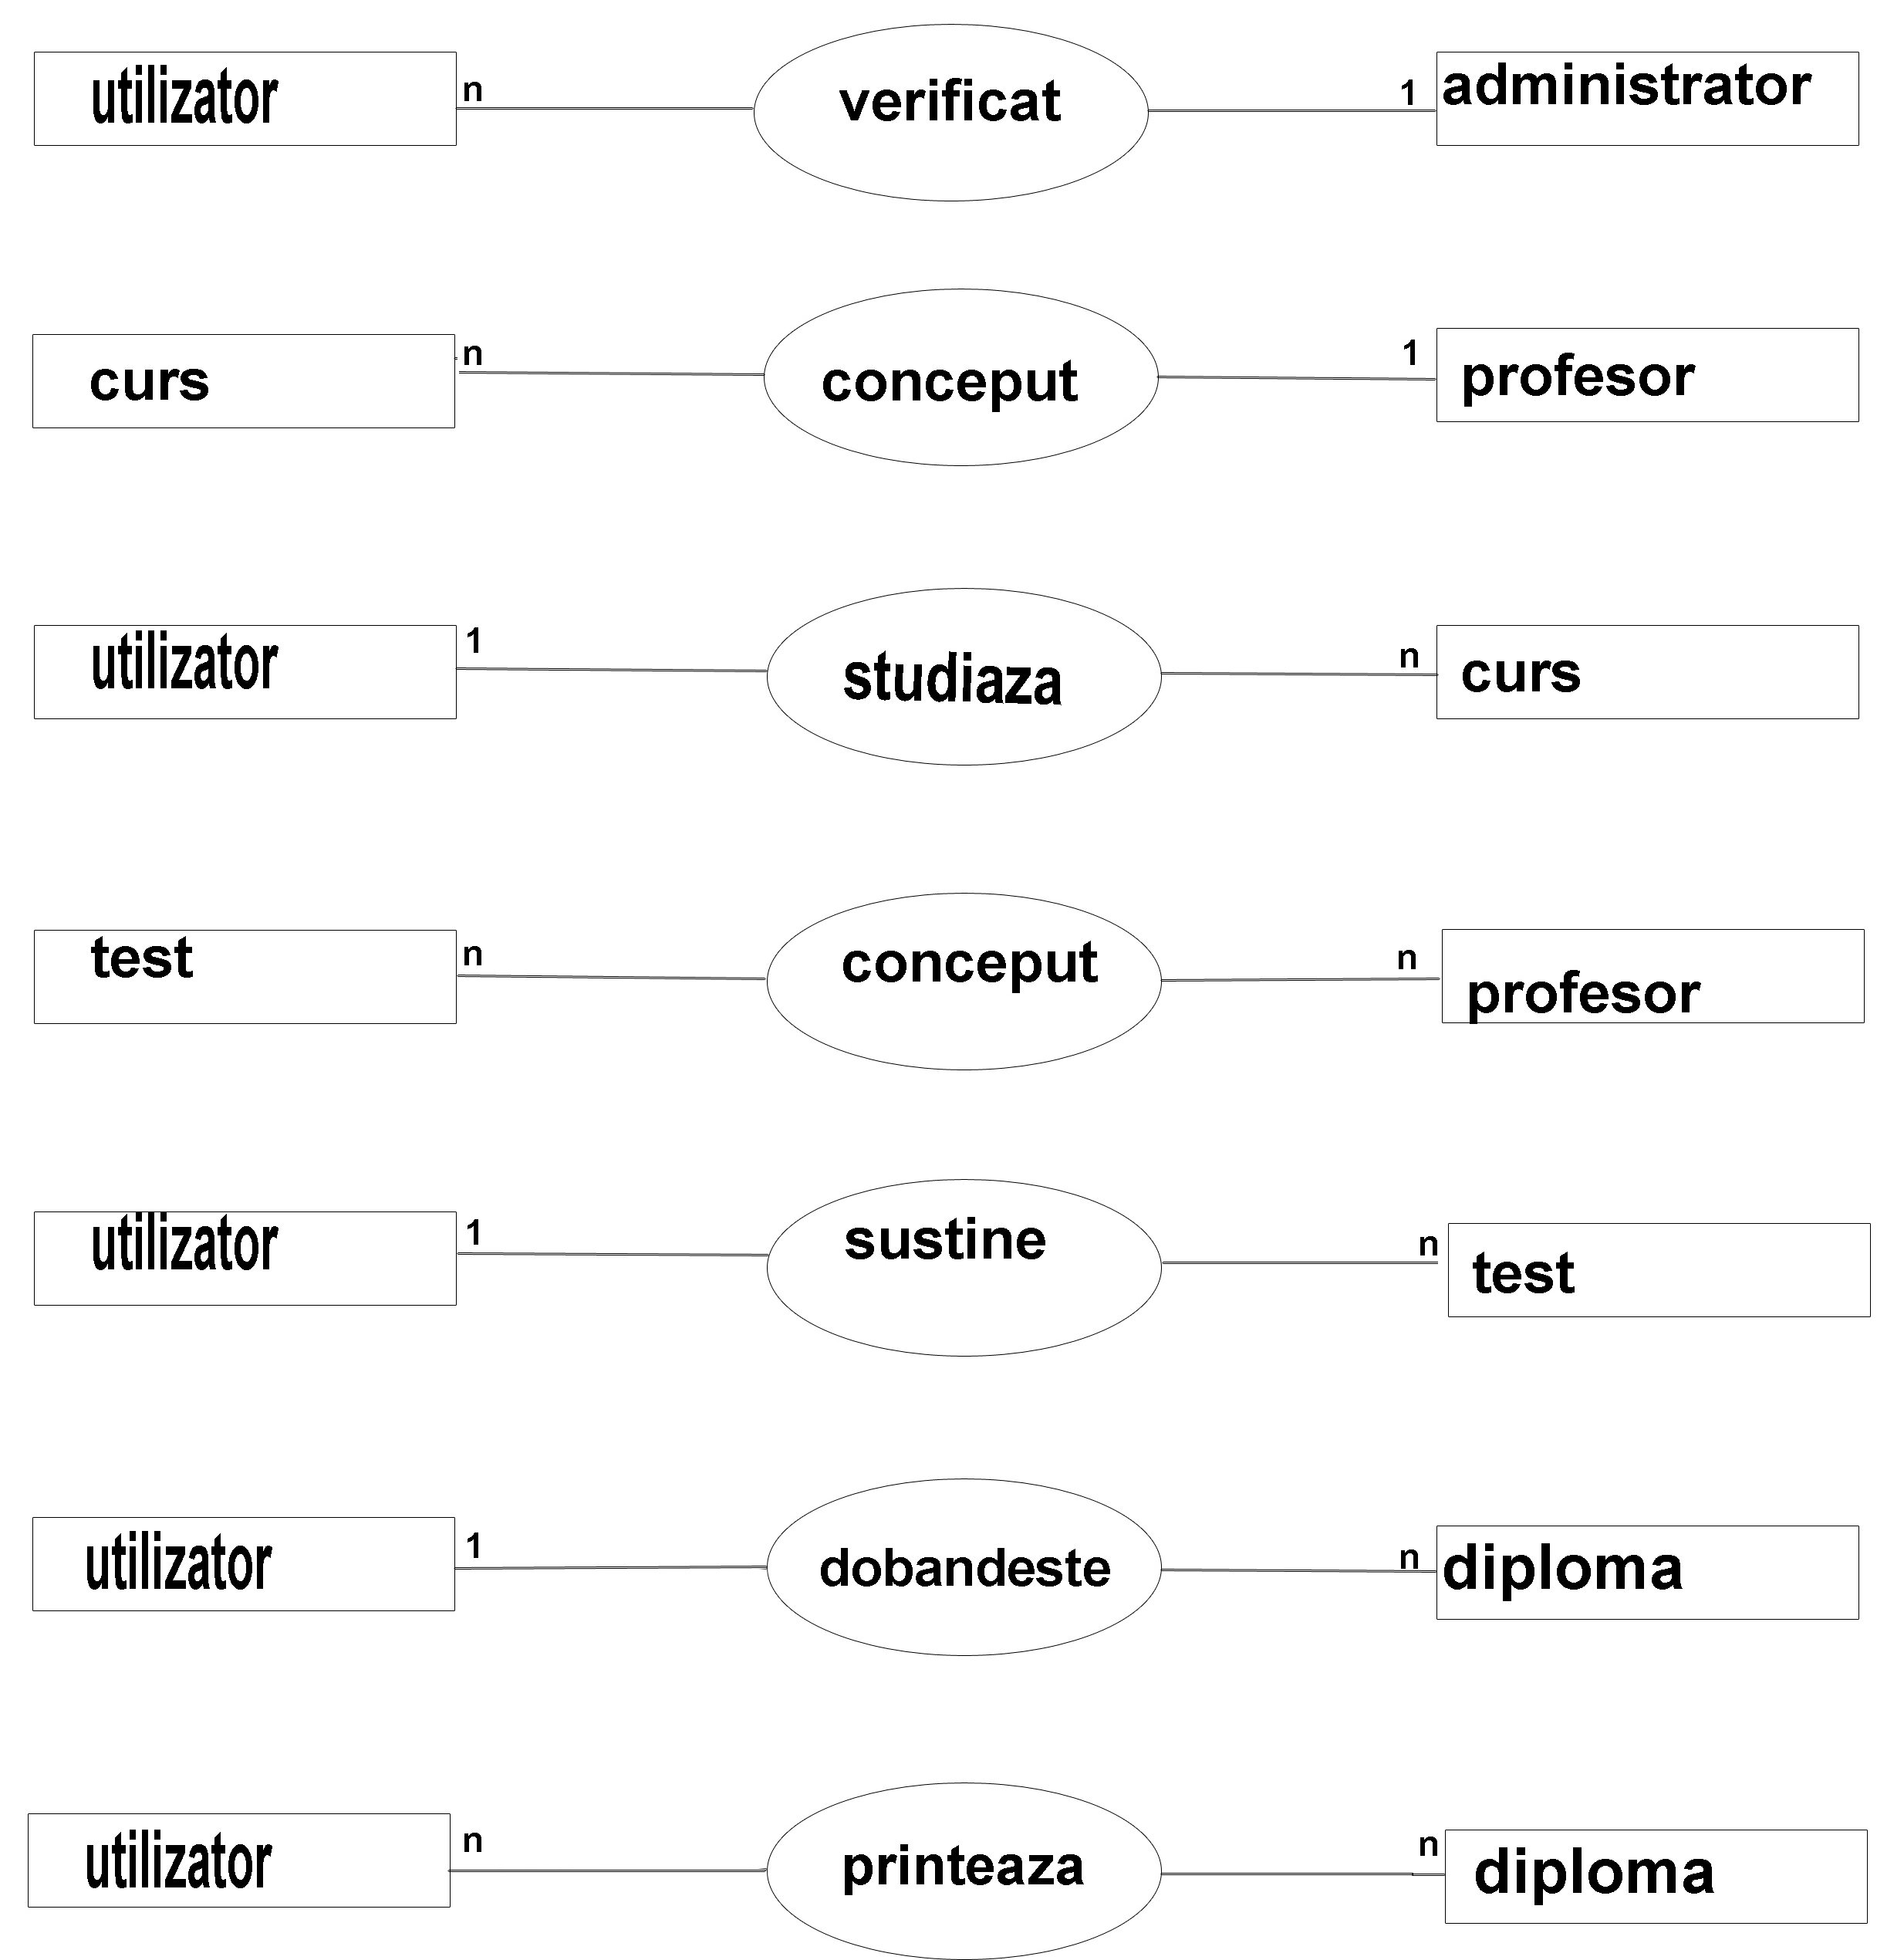 utilizator n verificat 1 administrator
curs n conceput 1 profesor
utilizator 1 studiaza n curs
test n conceput n profesor
utilizator 1 sustine n test
utilizator 1 dobandeste n diploma
utilizator n printeaza n diploma